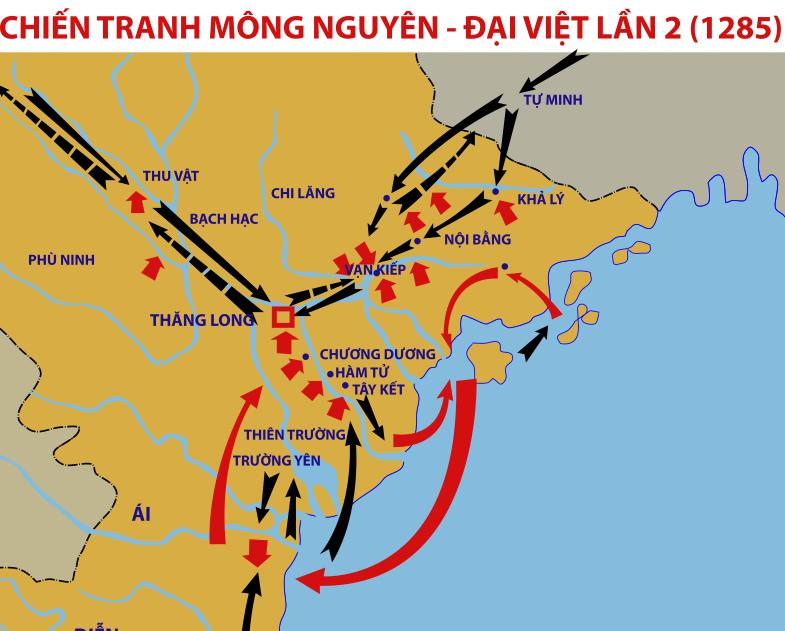 CHIẾN TRANH MÔNG NGUYÊN - ĐẠI VIỆT LẦN 2 (1285)
TỰ MINH
THU VẬT
CHI LĂNG
KHẢ LÝ
BẠCH HẠC
NỘI BẰNG
PHÙ NINH
VẠN KIẾP
THĂNG LONG
CHƯƠNG DƯƠNG
HÀM TỬ
TÂY KẾT
THIÊN TRƯỜNG
TRƯỜNG YÊN
ÁI
DIỄN